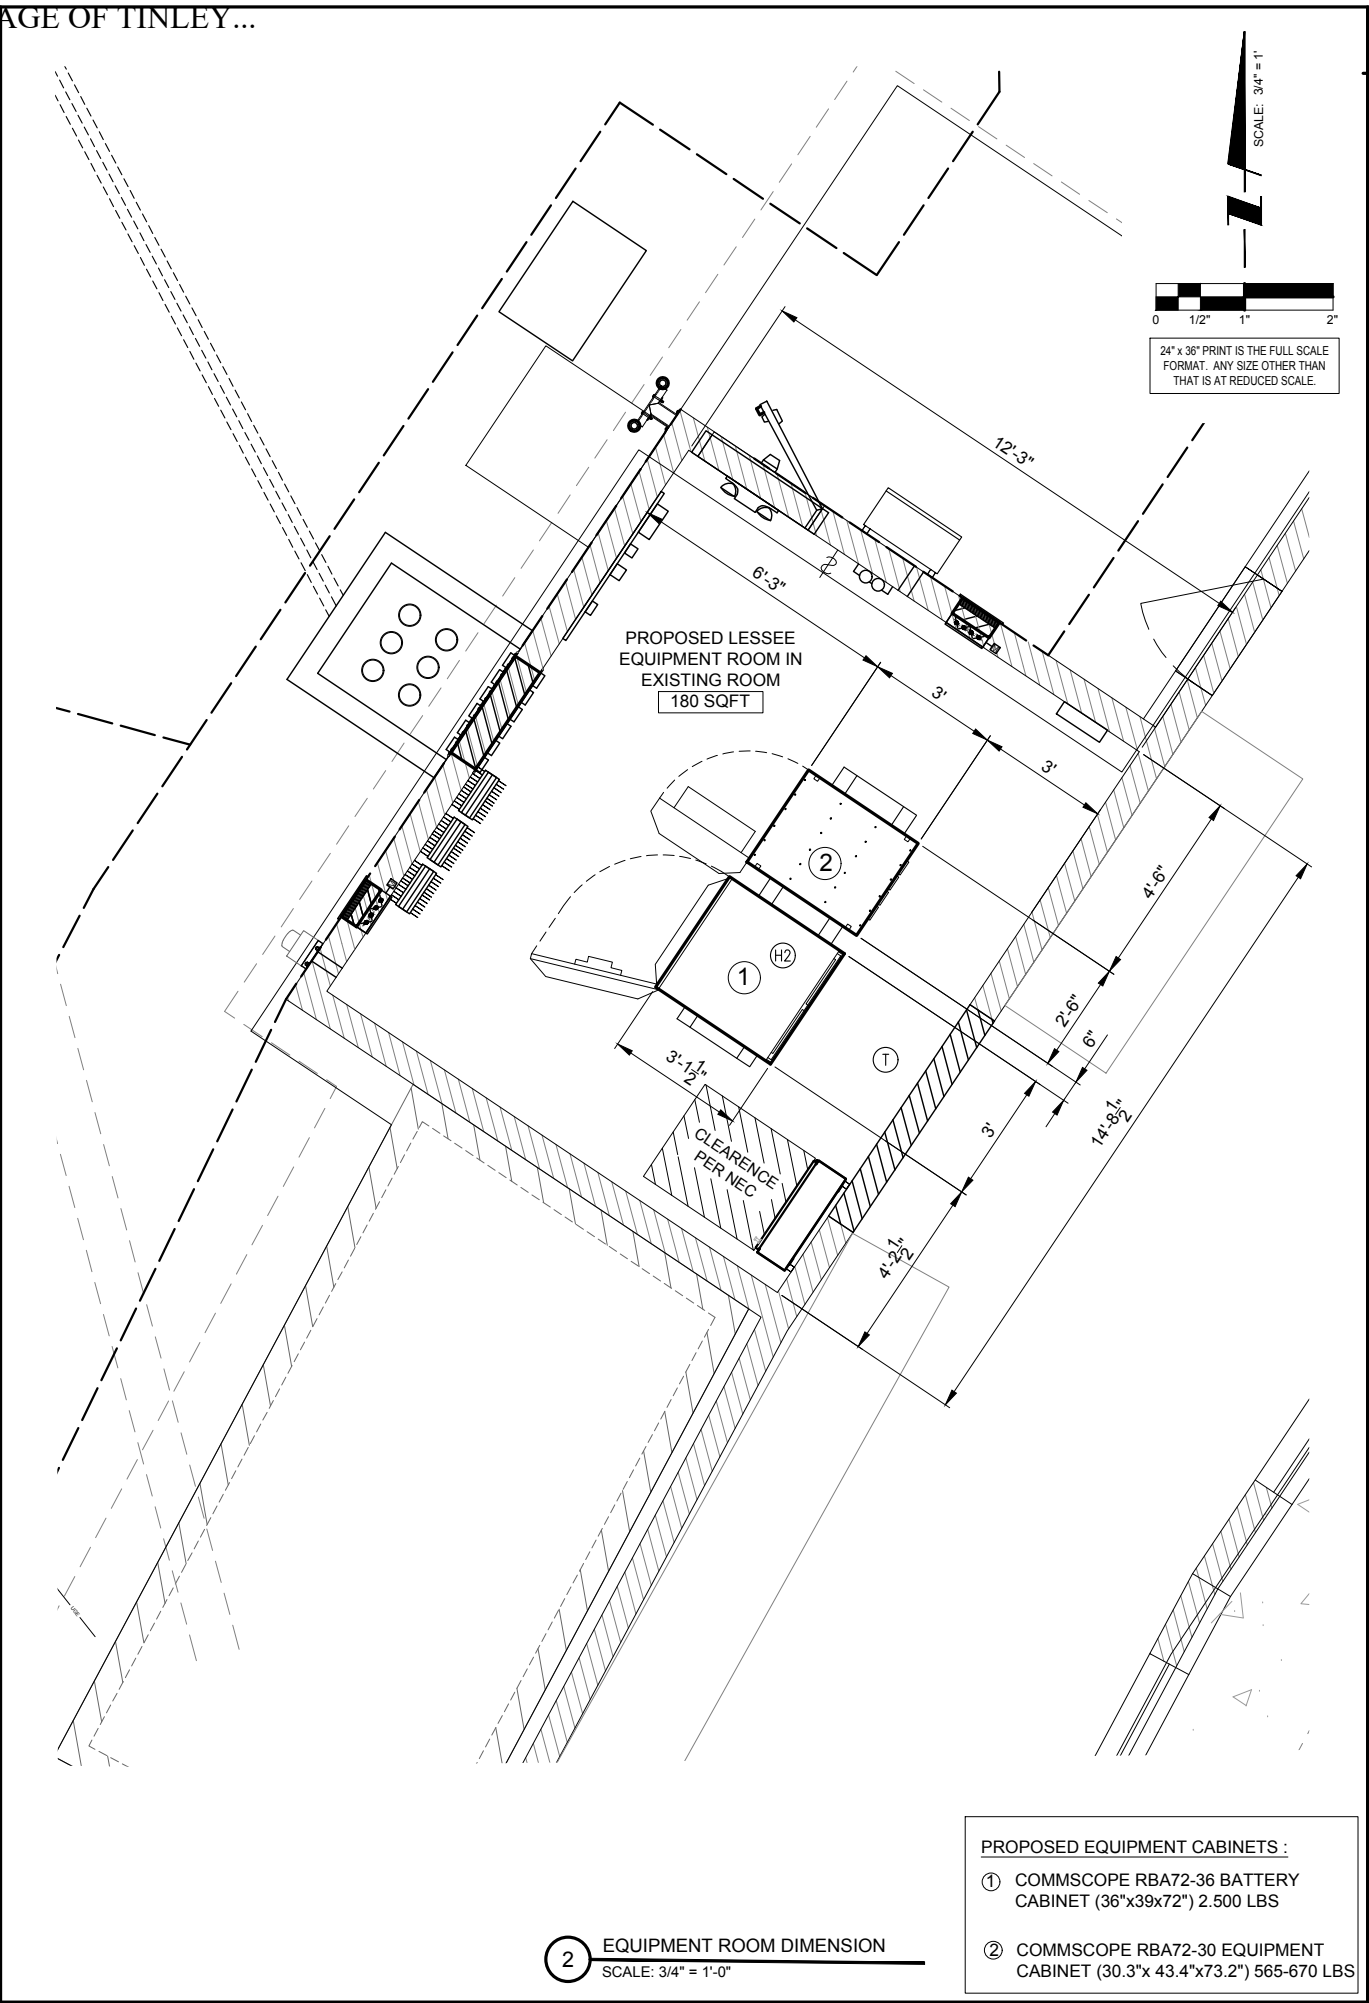 AGE OF TINLEY...
SCALE: 3/4" = 1'
0 1/2" 1" 2"
24" x 36" PRINT IS THE FULL SCALE
FORMAT. ANY SIZE OTHER THAN
THAT IS AT REDUCED SCALE.
12'-3"
6'-3"
PROPOSED LESSEE
EQUIPMENT ROOM IN
EXISTING ROOM
180 SQFT
3'
3'
2
4'-6"
H2
1
2'-6"
6"
T
3'-1 1/2"
14'-8 1/2"
3'
CLEARENCE
PER NEC
4'-2 1/2"
PROPOSED EQUIPMENT CABINETS :
1 COMMSCOPE RBA72-36 BATTERY
CABINET (36"x39x72") 2.500 LBS
2 COMMSCOPE RBA72-30 EQUIPMENT
CABINET (30.3"x 43.4"x73.2") 565-670 LBS
2 EQUIPMENT ROOM DIMENSION
SCALE: 3/4" = 1'-0"